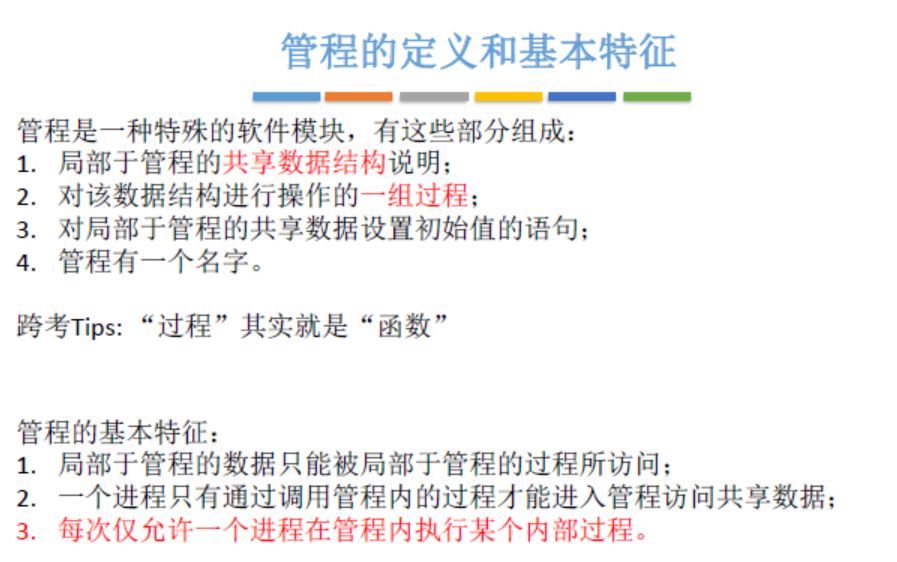 管程的定义和基本特征
管程是一种特殊的软件模块，有这些部分组成：
1. 局部于管程的共享数据结构说明；
2. 对该数据结构进行操作的一组过程；
3. 对局部于管程的共享数据设置初始值的语句；
4. 管程有一个名字。
跨考Tips: “过程”其实就是“函数”
管程的基本特征：
1. 局部于管程的数据只能被局部于管程的过程所访问；
2. 一个进程只有通过调用管程内的过程才能进入管程访问共享数据；
3. 每次仅允许一个进程在管程内执行某个内部过程。